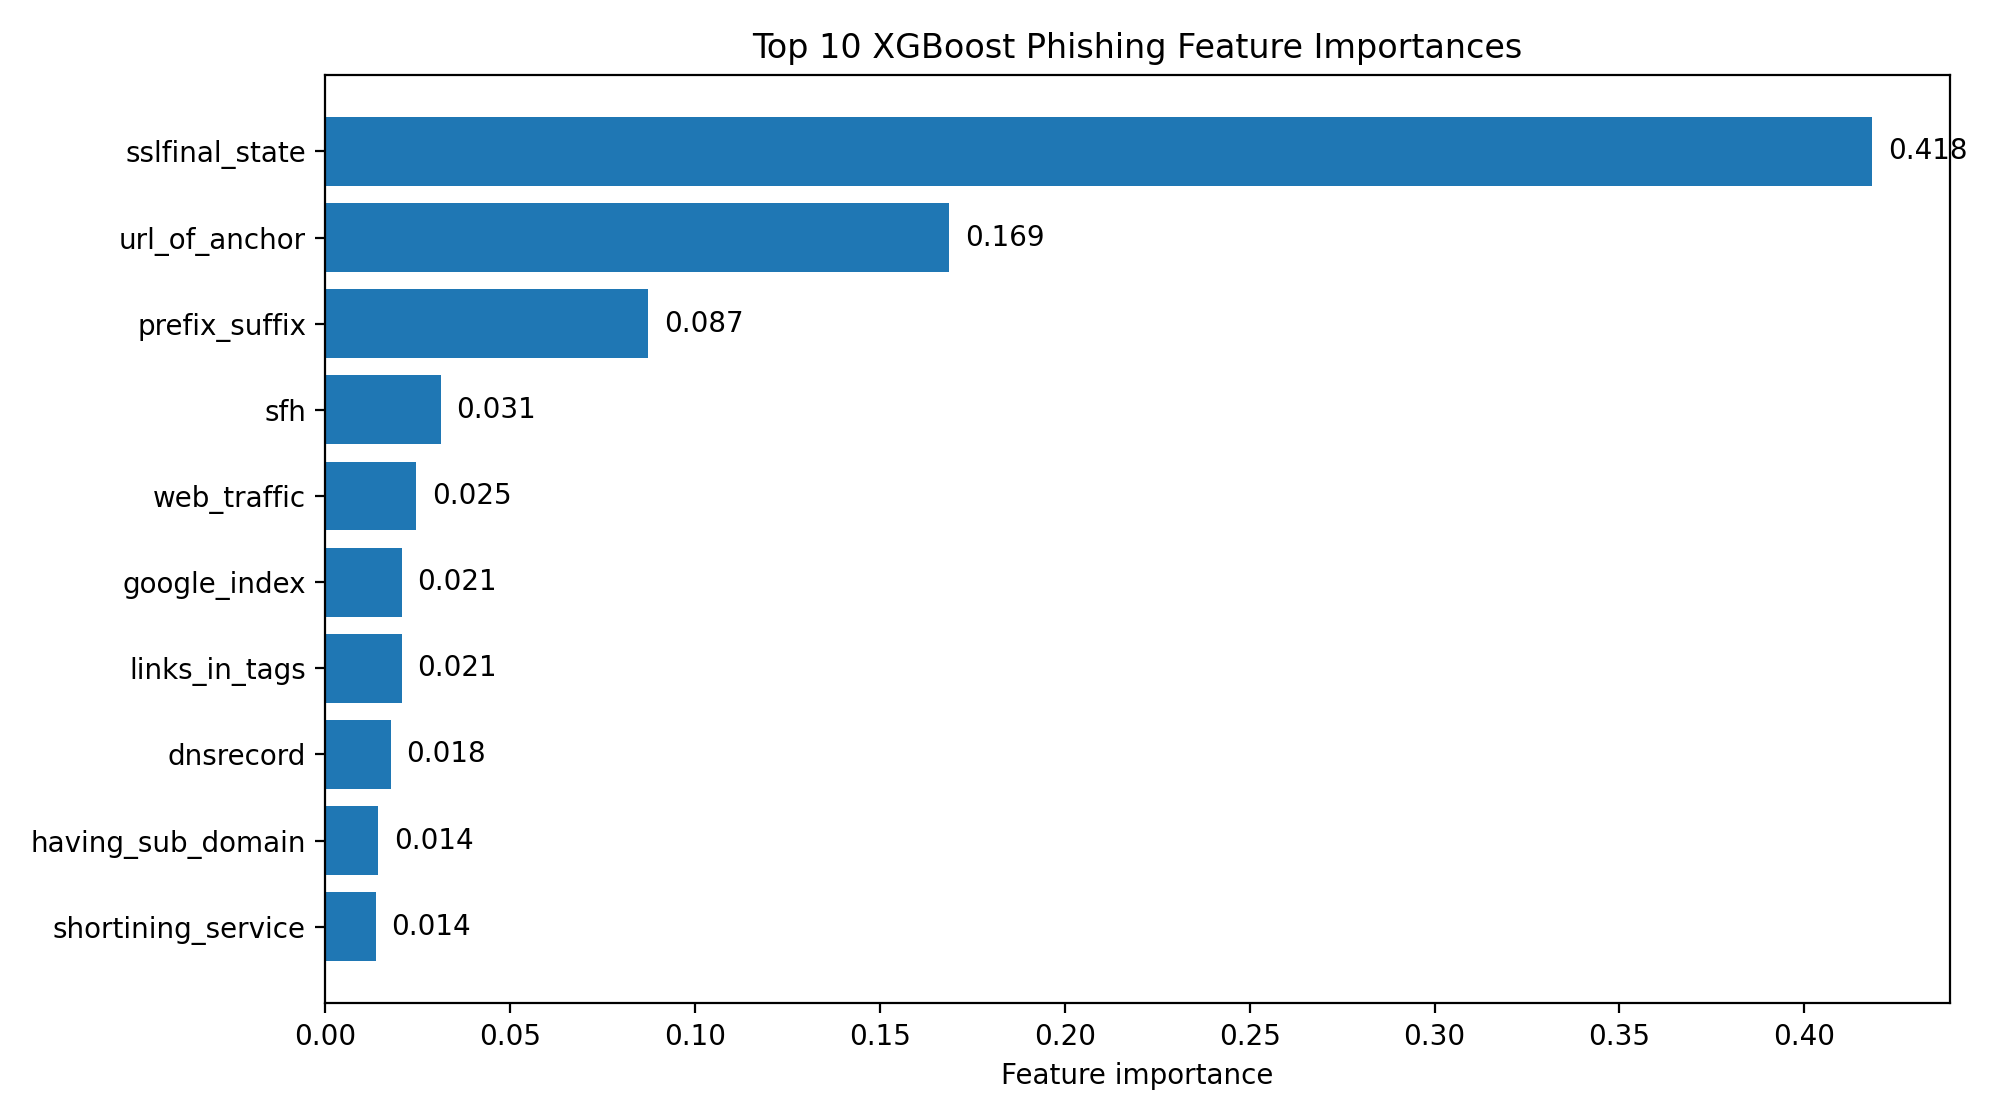 Top 10 XGBoost Phishing Feature Importances
sslfinal_state 0.418
url_of_anchor 0.169
prefix_suffix 0.087
sfh 0.031
web_traffic 0.025
google_index 0.021
links_in_tags 0.021
dnsrecord 0.018
having_sub_domain 0.014
shortining_service 0.014
0.00 0.05 0.10 0.15 0.20 0.25 0.30 0.35 0.40
Feature importance